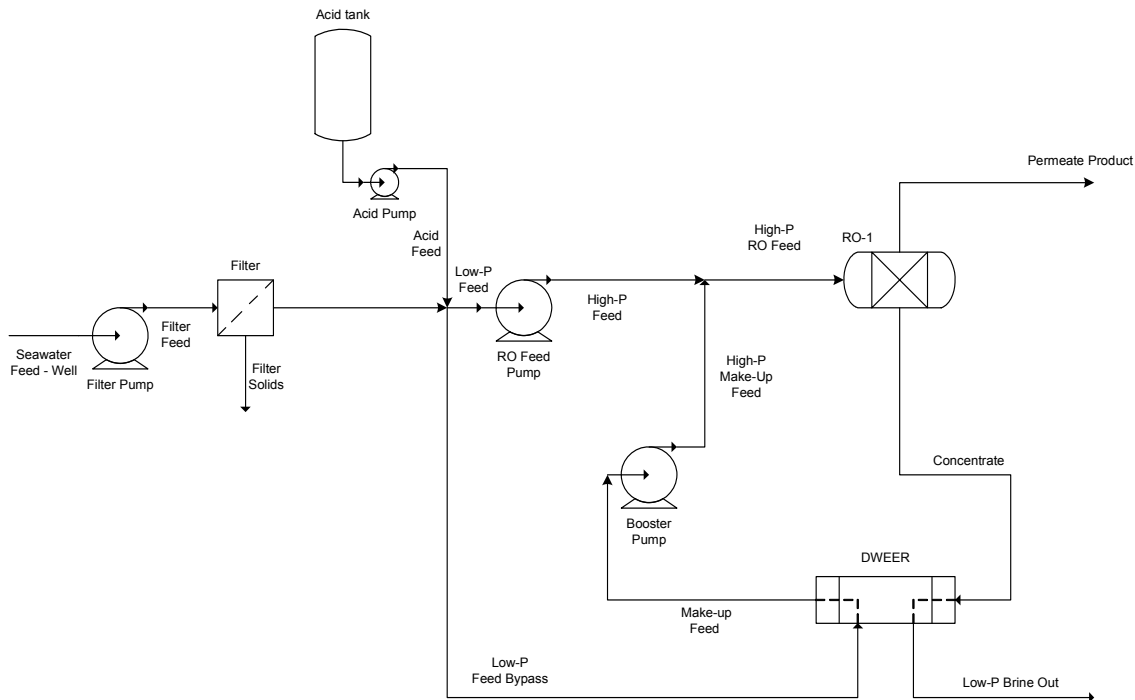 Acid tank
Permeate Product
Acid Pump
High-P
RO Feed
RO-1
Acid
Feed
Filter
Low-P
Feed
High-P
Feed
Filter
Feed
Seawater
Feed - Well
Filter Pump
Filter
Solids
RO Feed
Pump
High-P
Make-Up
Feed
Concentrate
Booster
Pump
DWEER
Make-up
Feed
Low-P
Feed Bypass
Low-P Brine Out